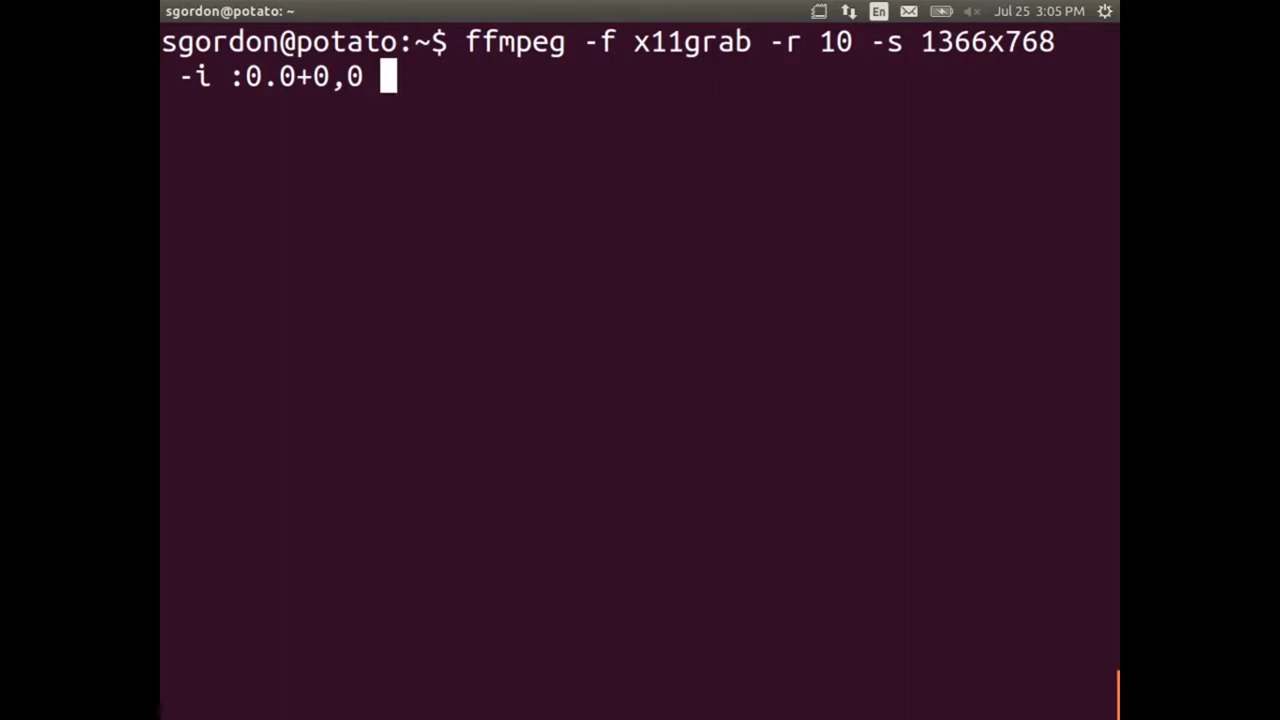 sgordon@potato: ~ En Jul 25 3:05 PM
sgordon@potato:~$ ffmpeg -f x11grab -r 10 -s 1366x768
-i :0.0+0,0